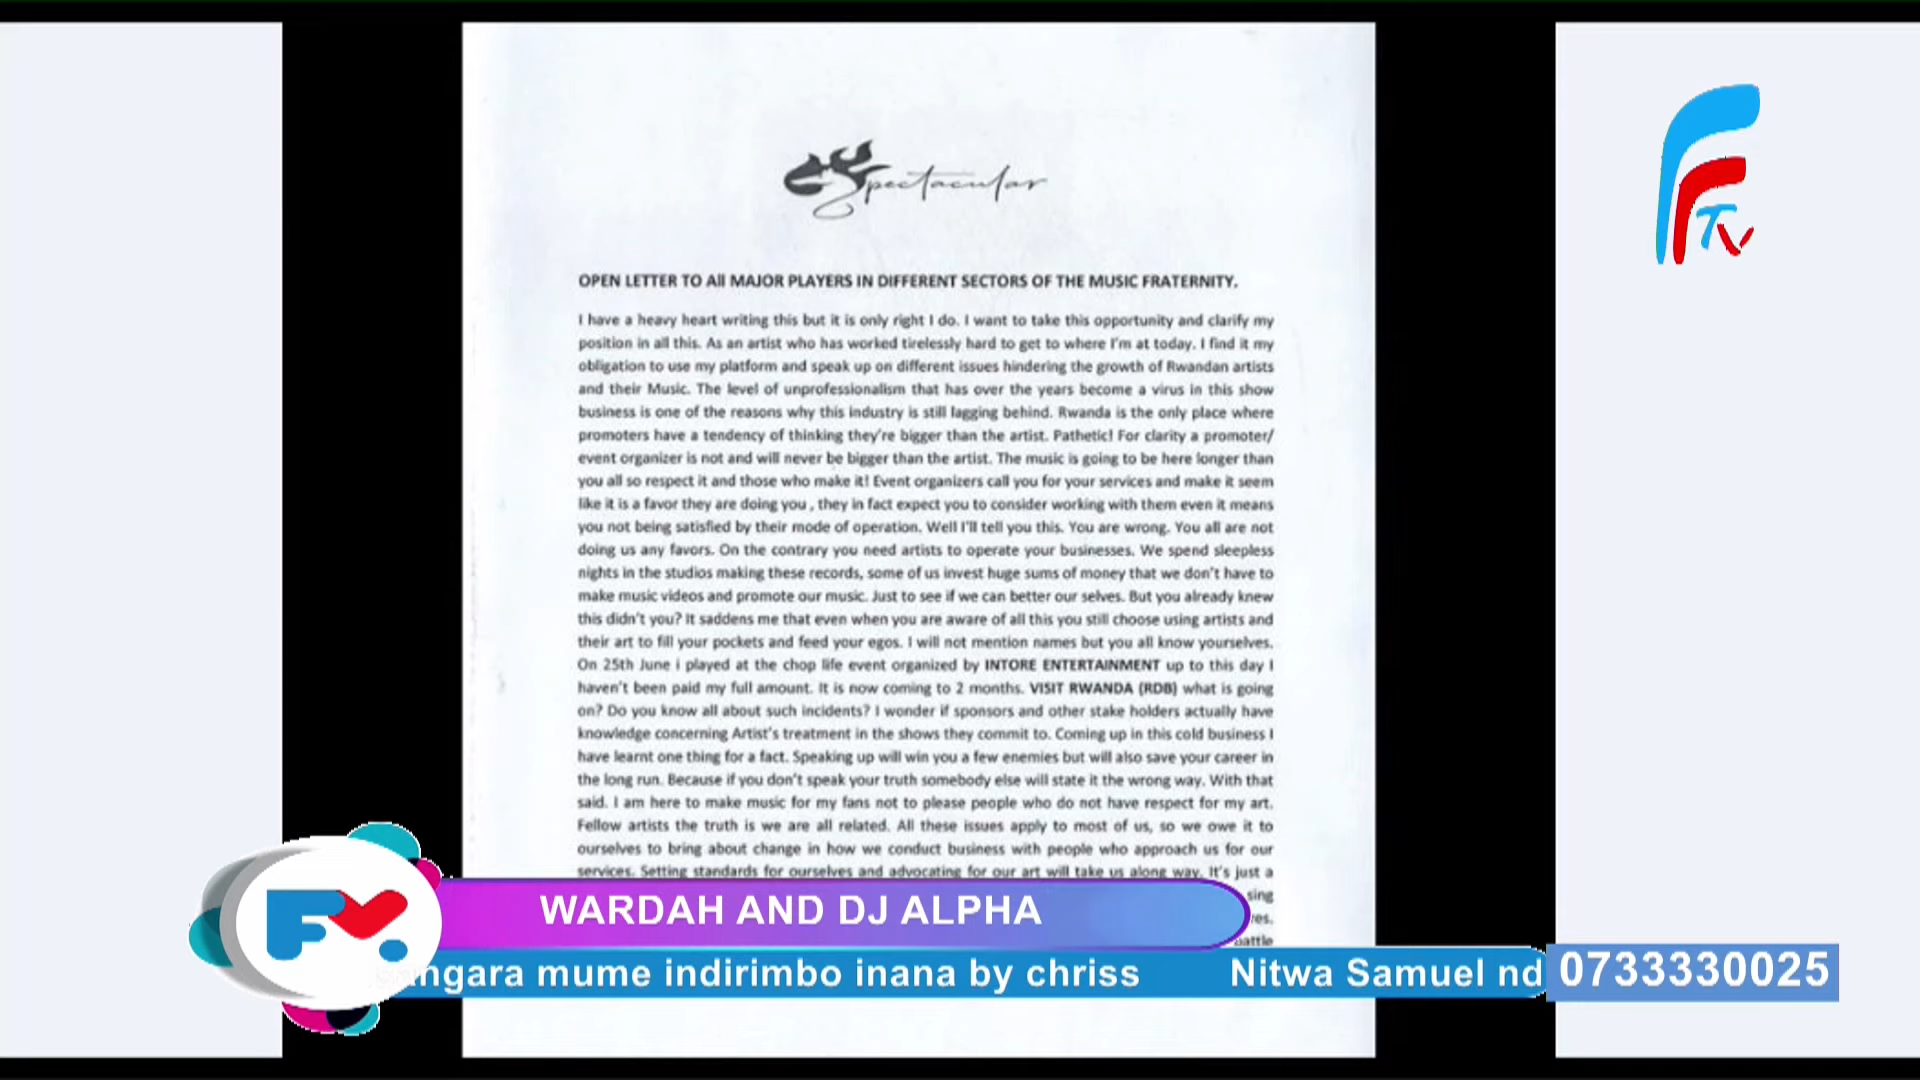 Spectacular
F
F
TV
OPEN LETTER TO All MAJOR PLAYERS IN DIFFERENT SECTORS OF THE MUSIC FRATERNITY.
I have a heavy heart writing this but it is only right I do. I want to take this opportunity and clarify my
position in all this. As an artist who has worked tirelessly hard to get to where I'm at today. I find it my
obligation to use my platform and speak up on different issues hindering the growth of Rwandan artists
and their Music. The level of unprofessionalism that has over the years become a virus in this show
business is one of the reasons why this industry is still lagging behind. Rwanda is the only place where
promoters have a tendency of thinking they're bigger than the artist. Pathetic! For clarity a promoter/
event organizer is not and will never be bigger than the artist. The music is going to be here longer than
you all so respect it and those who make it! Event organizers call you for your services and make it seem
like it is a favor they are doing you , they in fact expect you to consider working with them even it means
you not being satisfied by their mode of operation. Well I'll tell you this. You are wrong. You all are not
doing us any favors. On the contrary you need artists to operate your businesses. We spend sleepless
nights in the studios making these records, some of us invest huge sums of money that we don't have to
make music videos and promote our music. Just to see if we can better our selves. But you already knew
this didn't you? It saddens me that even when you are aware of all this you still choose using artists and
their art to fill your pockets and feed your egos. I will not mention names but you all know yourselves.
On 25th June i played at the chop life event organized by INTORE ENTERTAINMENT up to this day I
haven't been paid my full amount. It is now coming to 2 months. VISIT RWANDA (RDB) what is going
on? Do you know all about such incidents? I wonder if sponsors and other stake holders actually have
knowledge concerning Artist's treatment in the shows they commit to. Coming up in this cold business I
have learnt one thing for a fact. Speaking up will win you a few enemies but will also save your career in
the long run. Because if you don't speak your truth somebody else will state it the wrong way. With that
said. I am here to make music for my fans not to please people who do not have respect for my art.
Fellow artists the truth is we are all related. All these issues apply to most of us, so we owe it to
ourselves to bring about change in how we conduct business with people who approach us for our
services. Setting standards for ourselves and advocating for our art will take us along way. It's just a
sing
res.
battle
WARDAH AND DJ ALPHA
angara mume indirimbo inana by chriss Nitwa Samuel nd
0733330025